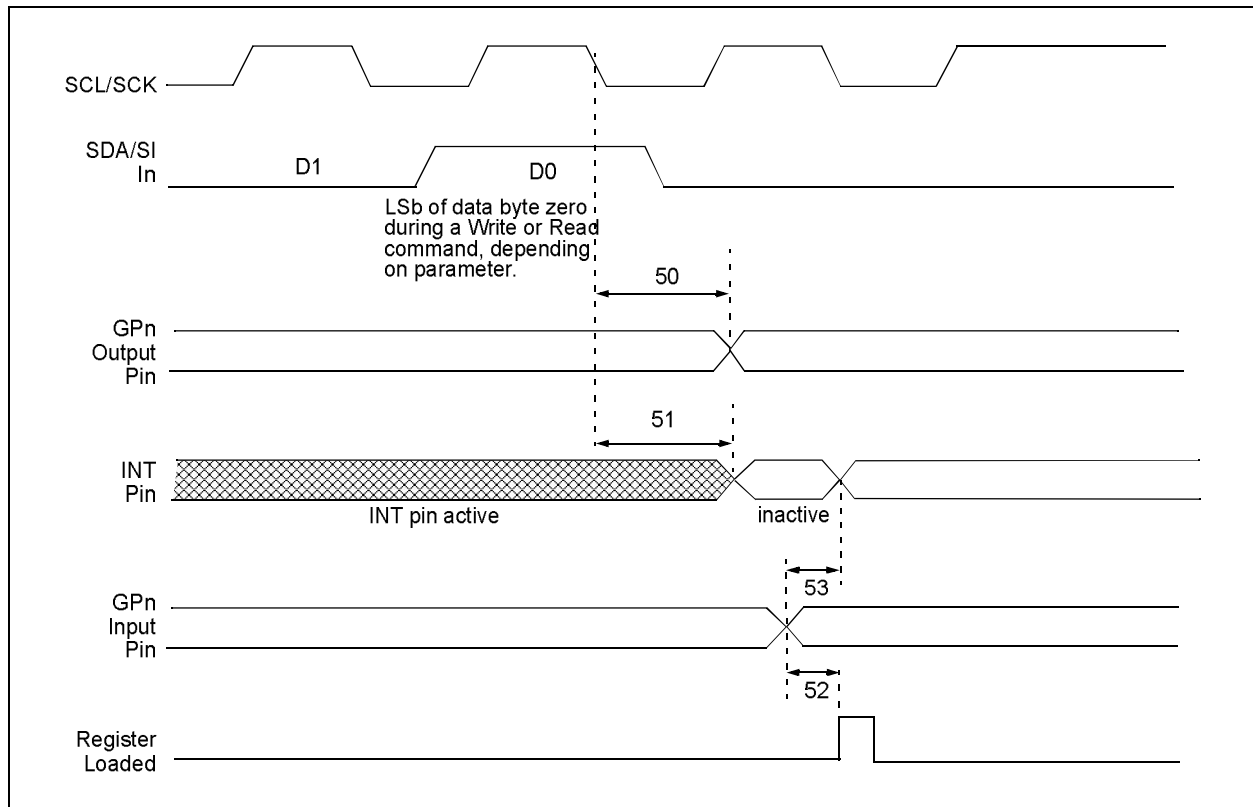 SCL/SCK
SDA/SI
In
D1
D0
LSb of data byte zero
during a Write or Read
command, depending
on parameter.
50
GPn
Output
Pin
51
INT
Pin
INT pin active
inactive
53
GPn
Input
Pin
52
Register
Loaded